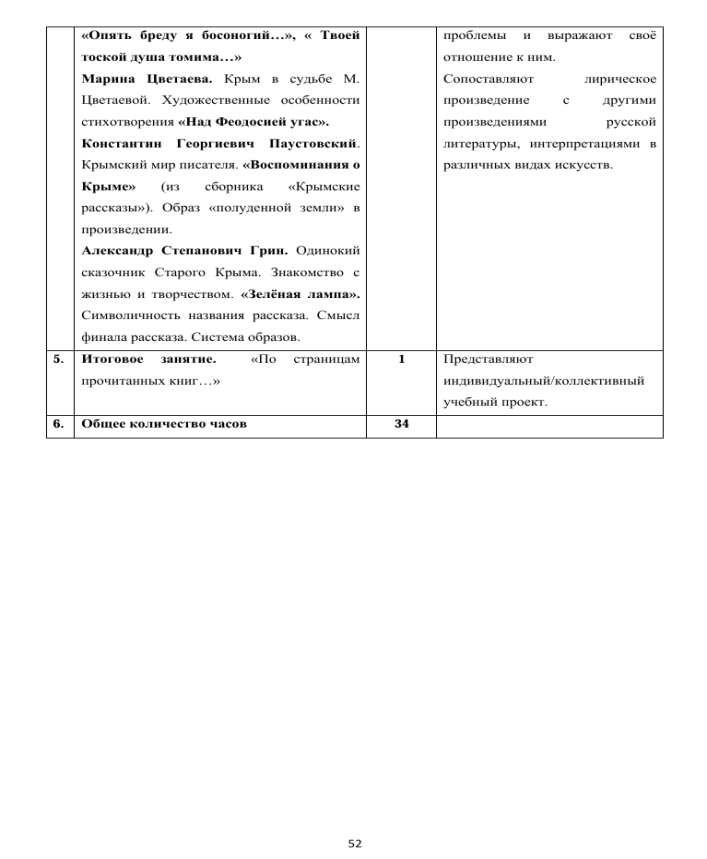 «Опять бреду я босоногий…», « Твоей
тоской душа томима…»
Марина Цветаева. Крым в судьбе М.
Цветаевой. Художественные особенности
стихотворения «Над Феодосией угас».
Константин Георгиевич Паустовский.
Крымский мир писателя. «Воспоминания о
Крыме» (из сборника «Крымские
рассказы»). Образ «полуденной земли» в
произведении.
Александр Степанович Грин. Одинокий
сказочник Старого Крыма. Знакомство с
жизнью и творчеством. «Зелёная лампа».
Символичность названия рассказа. Смысл
финала рассказа. Система образов.
проблемы и выражают своё
отношение к ним.
Сопоставляют лирическое
произведение с другими
произведениями русской
литературы, интерпретациями в
различных видах искусств.
5.
Итоговое занятие. «По страницам
прочитанных книг…»
1
Представляют
индивидуальный/коллективный
учебный проект.
6.
Общее количество часов
34
52